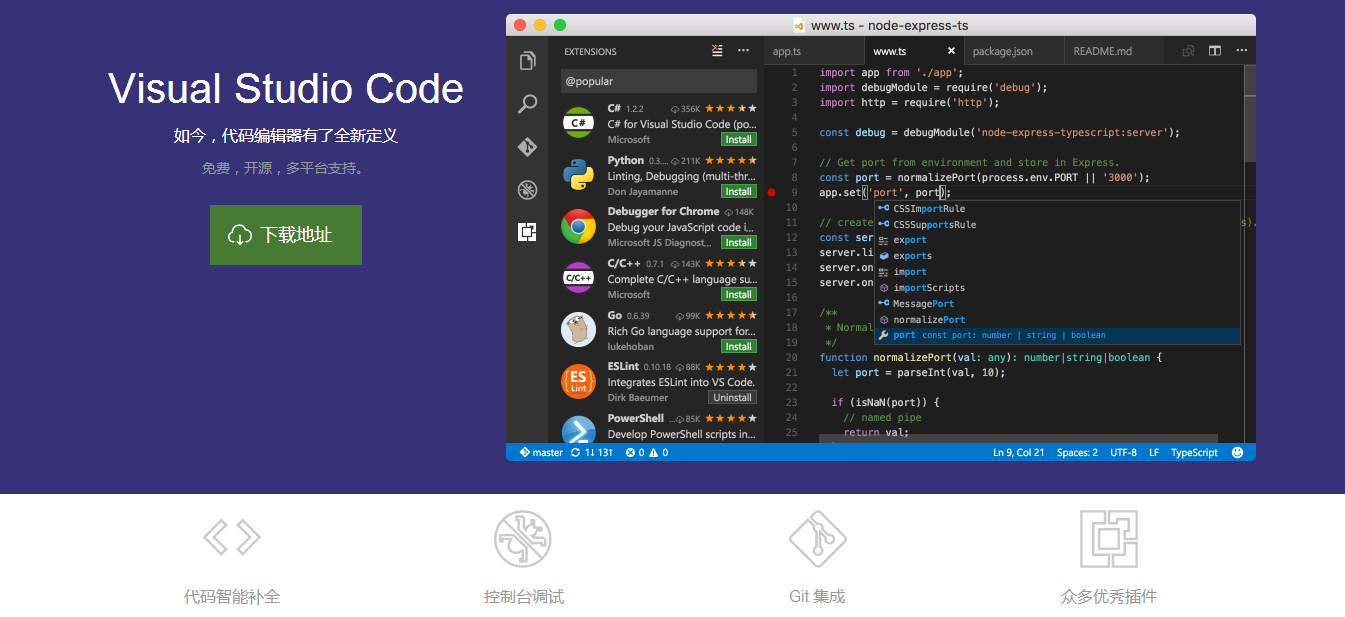 Visual Studio Code
如今，代码编辑器有了全新定义
免费，开源，多平台支持。
下载地址
www.ts - node-express-ts
EXTENSIONS
@popular
C# 1.2.2 356K
C# for Visual Studio Code (po...
Microsoft Install
Python 0.3.... 211K
Linting, Debugging (multi-thr...
Don Jayamanne Install
Debugger for Chrome 148K
Debug your JavaScript code i...
Microsoft JS Diagnost... Install
C/C++ 0.7.1 143K
Complete C/C++ language su...
Microsoft Install
Go 0.6.39 99K
Rich Go language support for...
lukehoban Install
ESLint 0.10.18 88K
Integrates ESLint into VS Code.
Dirk Baeumer Uninstall
PowerShell ... 85K
Develop PowerShell scripts in...
app.ts www.ts package.json README.md
1 import app from './app';
2 import debugModule = require('debug');
3 import http = require('http');
4
5 const debug = debugModule('node-express-typescript:server');
6
7 // Get port from environment and store in Express.
8 const port = normalizePort(process.env.PORT || '3000');
9 app.set('port', port);
10
11 // create
12 const ser
13 server.li
14 server.on
15 server.on
16
17 /**
18 * Normal
19 */
20 function normalizePort(val: any): number|string|boolean {
21 let port = parseInt(val, 10);
22
23 if (isNaN(port)) {
24 // named pipe
25 return val;
CSSImportRule
CSSSupportsRule
export
exports
import
importScripts
MessagePort
normalizePort
port const port: number | string | boolean
master 1↓ 13↑ 0 0 Ln 9, Col 21 Spaces: 2 UTF-8 LF TypeScript
代码智能补全
控制台调试
Git 集成
众多优秀插件